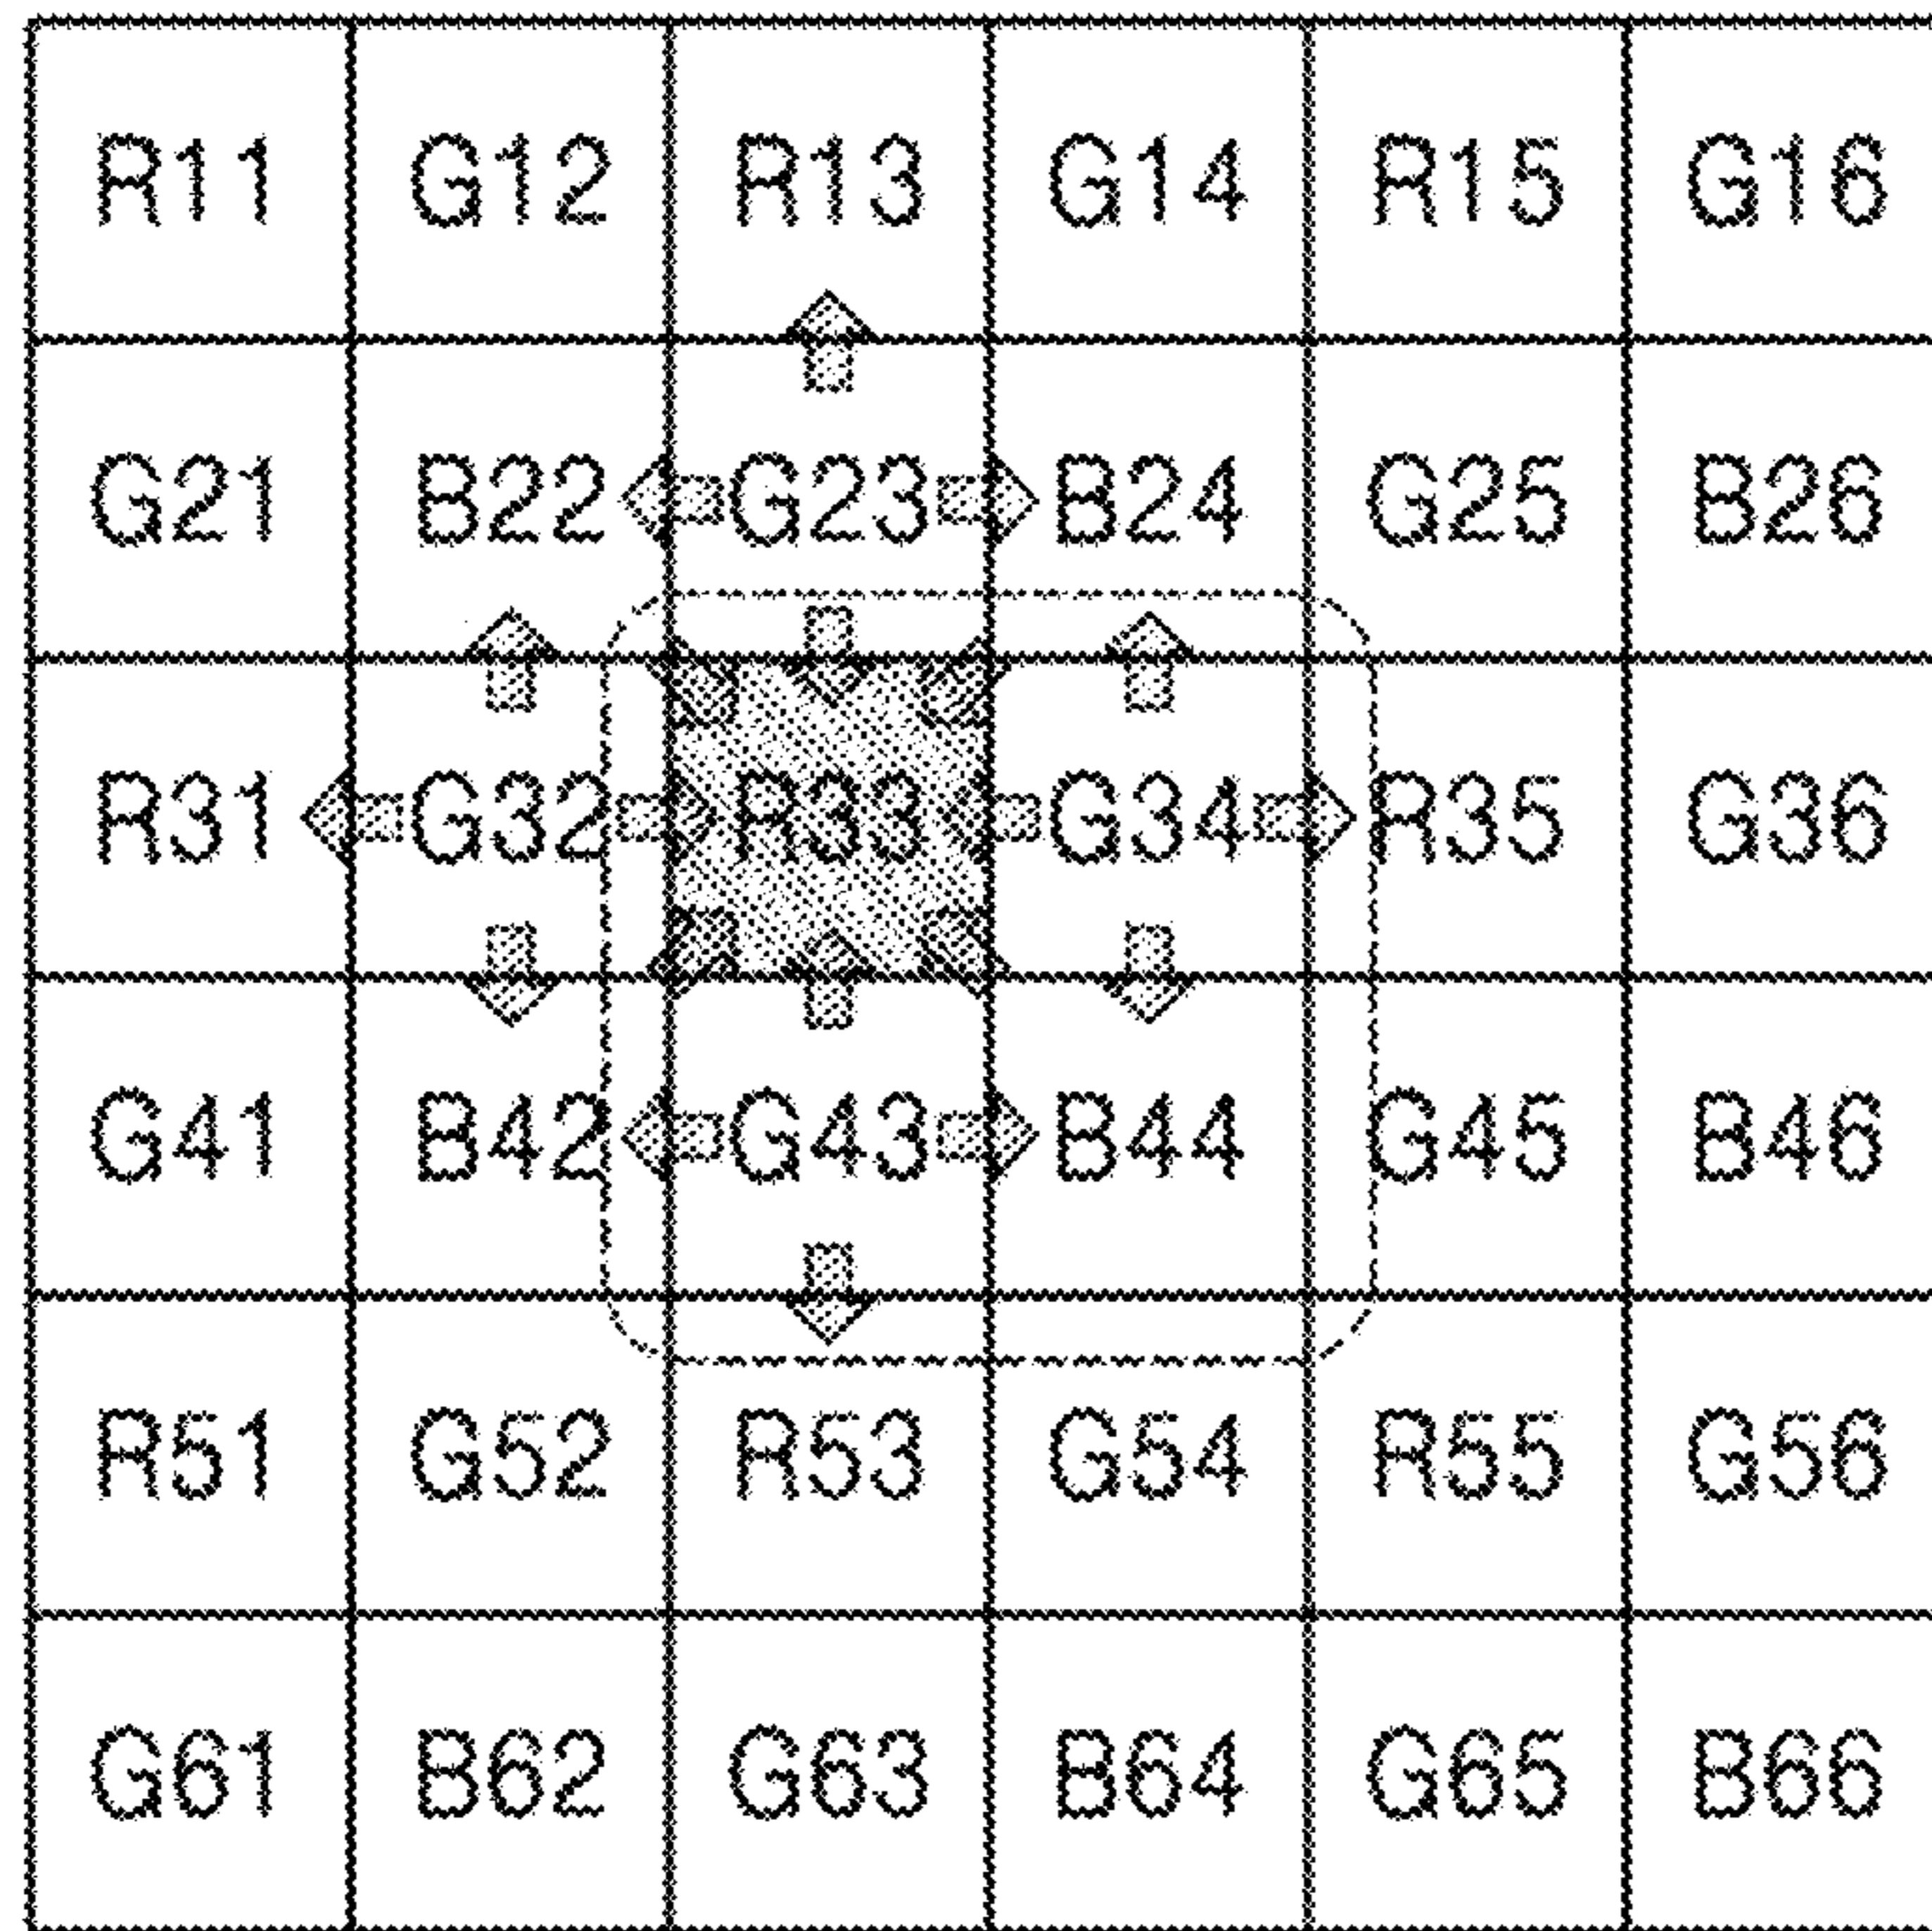 R11 G12 R13 G14 R15 G16
G21 B22 G23 B24 G25 B26
R31 G32 R33 G34 R35 G36
G41 B42 G43 B44 G45 B46
R51 G52 R53 G54 R55 G56
G61 B62 G63 B64 G65 B66